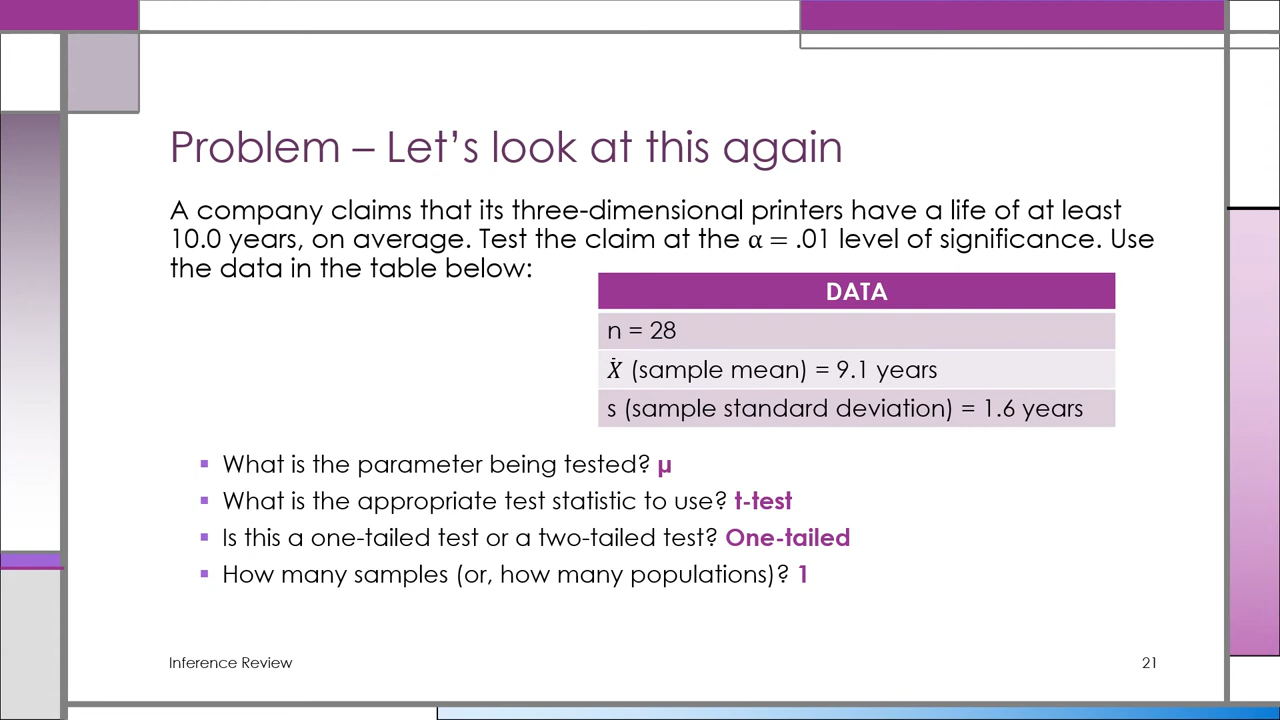 Problem – Let’s look at this again
A company claims that its three-dimensional printers have a life of at least
10.0 years, on average. Test the claim at the α = .01 level of significance. Use
the data in the table below:
DATA
n = 28
Ẋ (sample mean) = 9.1 years
s (sample standard deviation) = 1.6 years
▪ What is the parameter being tested? µ
▪ What is the appropriate test statistic to use? t-test
▪ Is this a one-tailed test or a two-tailed test? One-tailed
▪ How many samples (or, how many populations)? 1
Inference Review
21